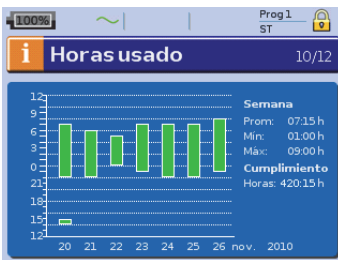 100%
Prog 1
ST
i Horas usado 10/12
12
9
6
3
0
21
18
15
12
20 21 22 23 24 25 26 nov. 2010
Semana
Prom: 07:15 h
Mín: 01:00 h
Máx: 09:00 h
Cumplimiento
Horas: 420:15 h